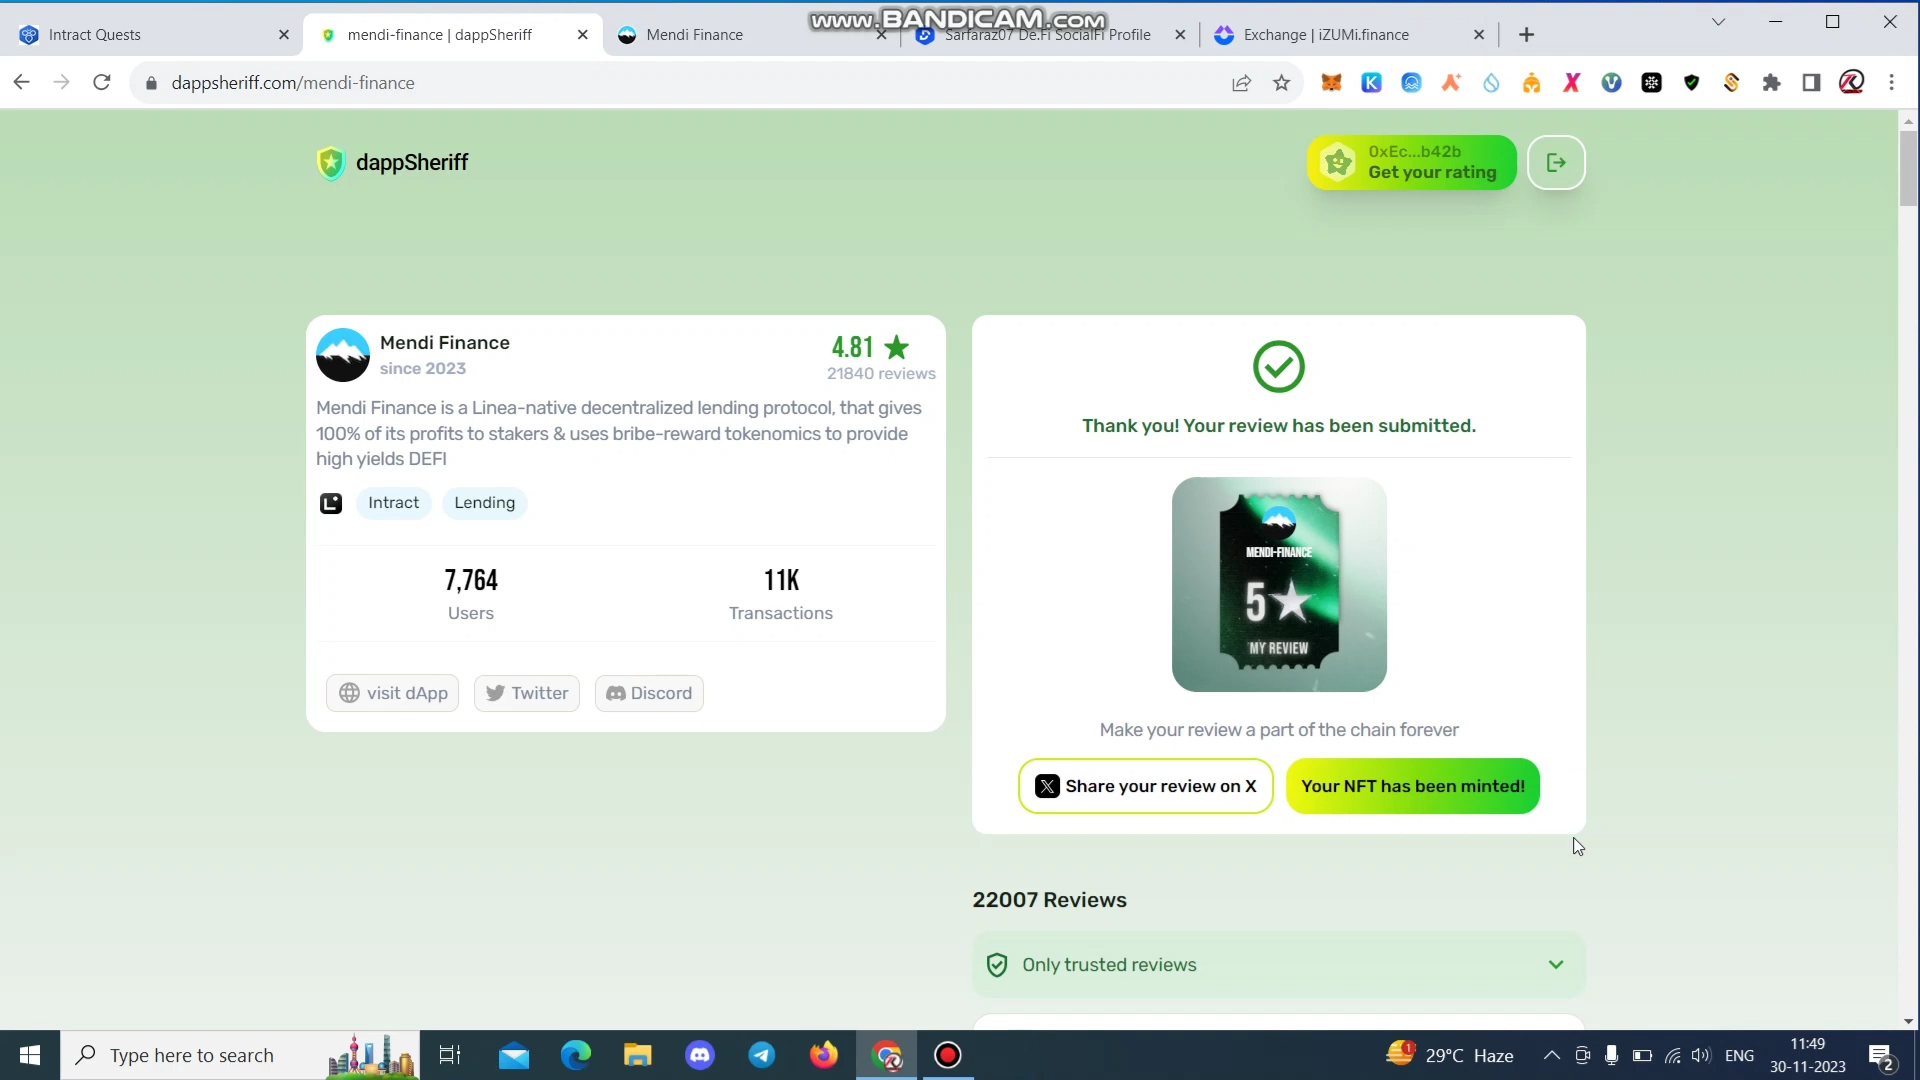 www.BANDICAM.com
Intract Quests
mendi-finance | dappSheriff
Mendi Finance
Sarfaraz07 De.Fi SocialFi Profile
Exchange | iZUMi.finance
dappsheriff.com/mendi-finance
dappSheriff
0xEc...b42b
Get your rating
Mendi Finance
since 2023
4.81
21840 reviews
Mendi Finance is a Linea-native decentralized lending protocol, that gives
100% of its profits to stakers & uses bribe-reward tokenomics to provide
high yields DEFI
Intract
Lending
7,764
Users
11K
Transactions
visit dApp
Twitter
Discord
Thank you! Your review has been submitted.
MENDI-FINANCE
5
MY REVIEW
Make your review a part of the chain forever
Share your review on X
Your NFT has been minted!
22007 Reviews
Only trusted reviews
Type here to search
1
29°C Haze
ENG
11:49
30-11-2023
2